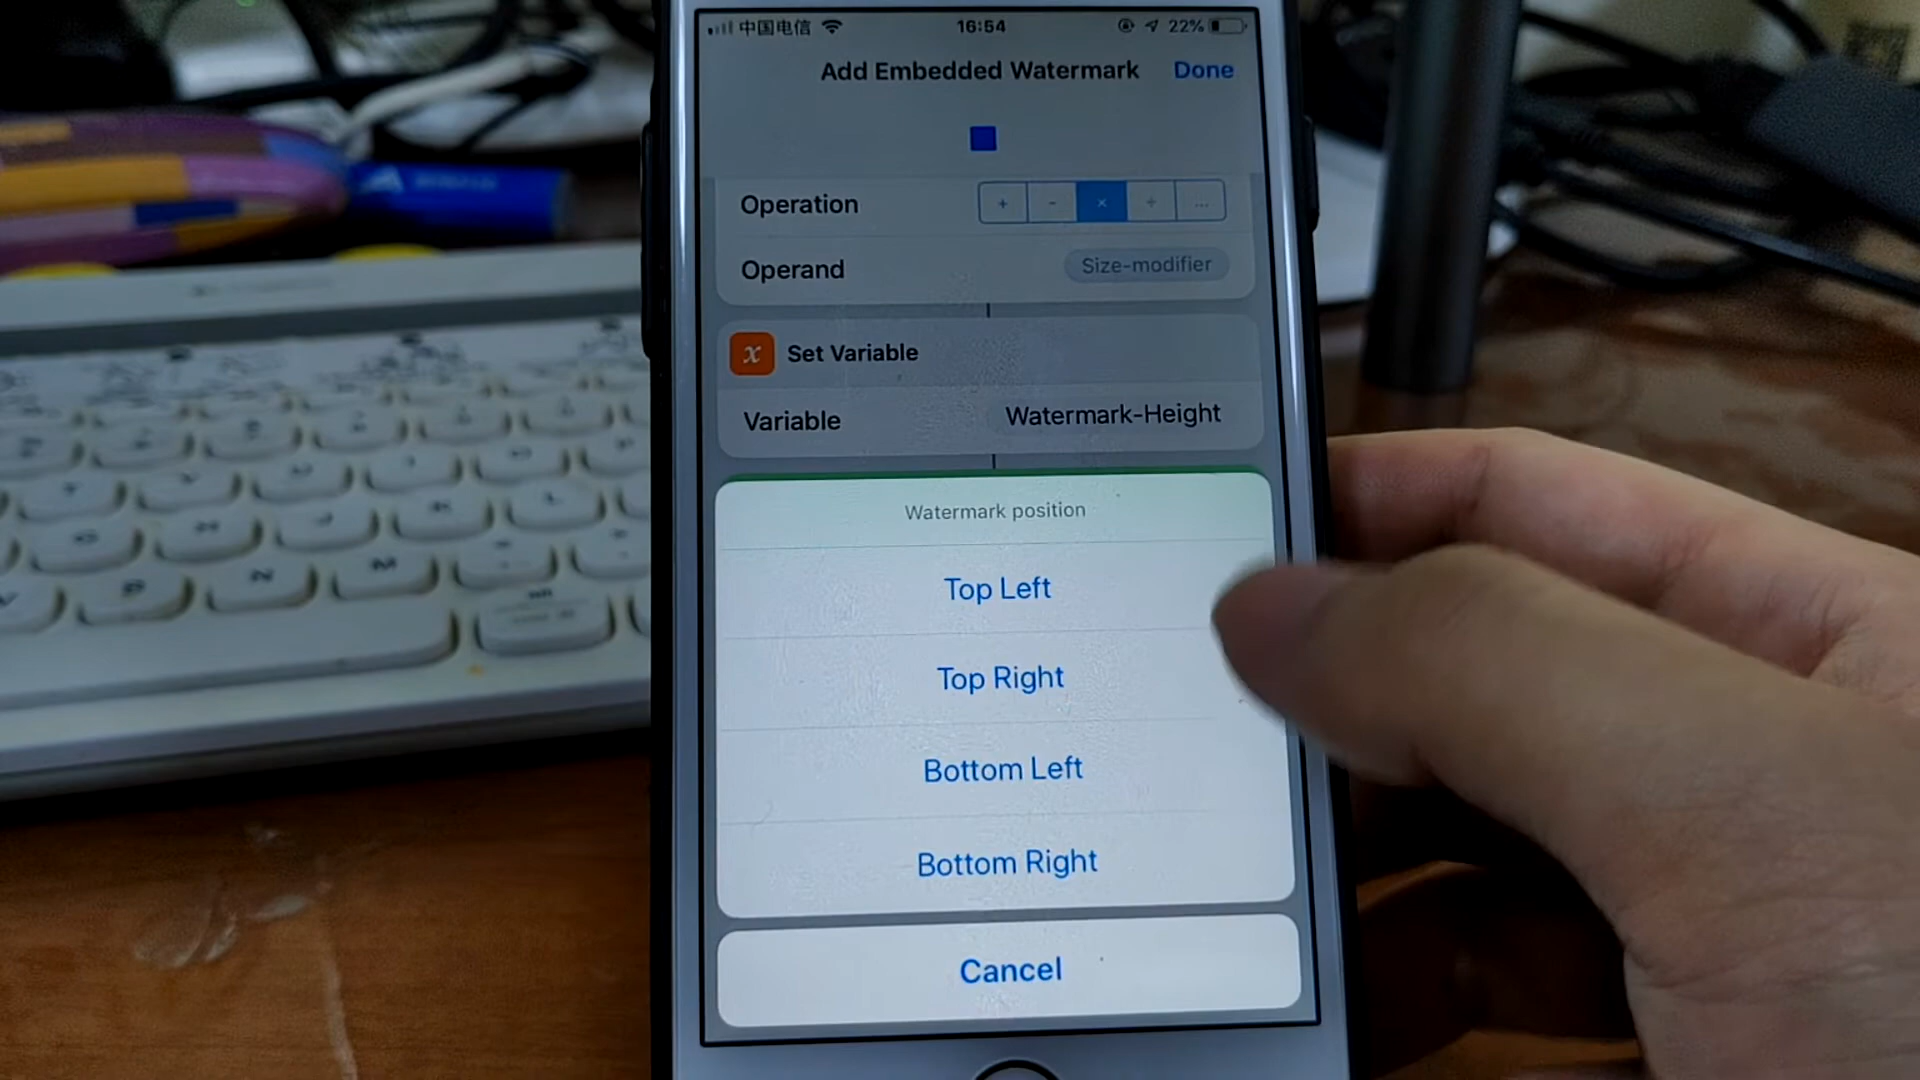 中国电信 16:54 22%
Add Embedded Watermark Done
Operation + - × ÷ ...
Operand Size-modifier
x Set Variable
Variable Watermark-Height
Watermark position
Top Left
Top Right
Bottom Left
Bottom Right
Cancel